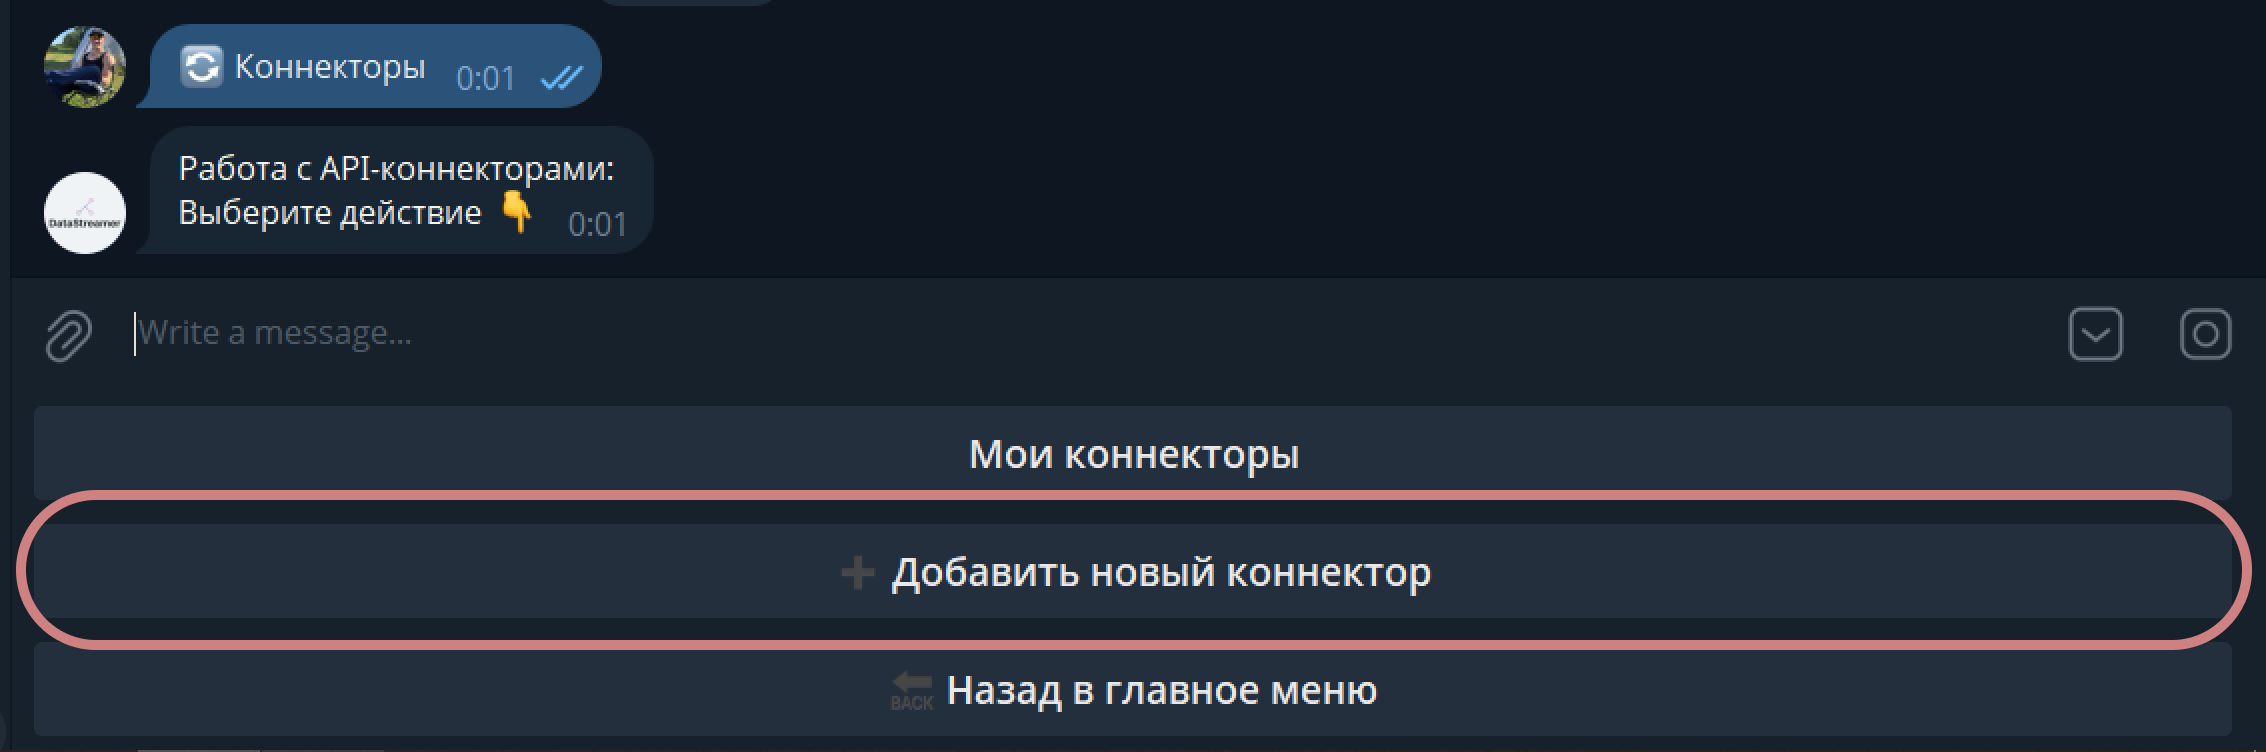 Коннекторы 0:01
Работа с API-коннекторами:
Выберите действие 0:01
DataStreamer
Write a message...
Мои коннекторы
Добавить новый коннектор
BACK Назад в главное меню